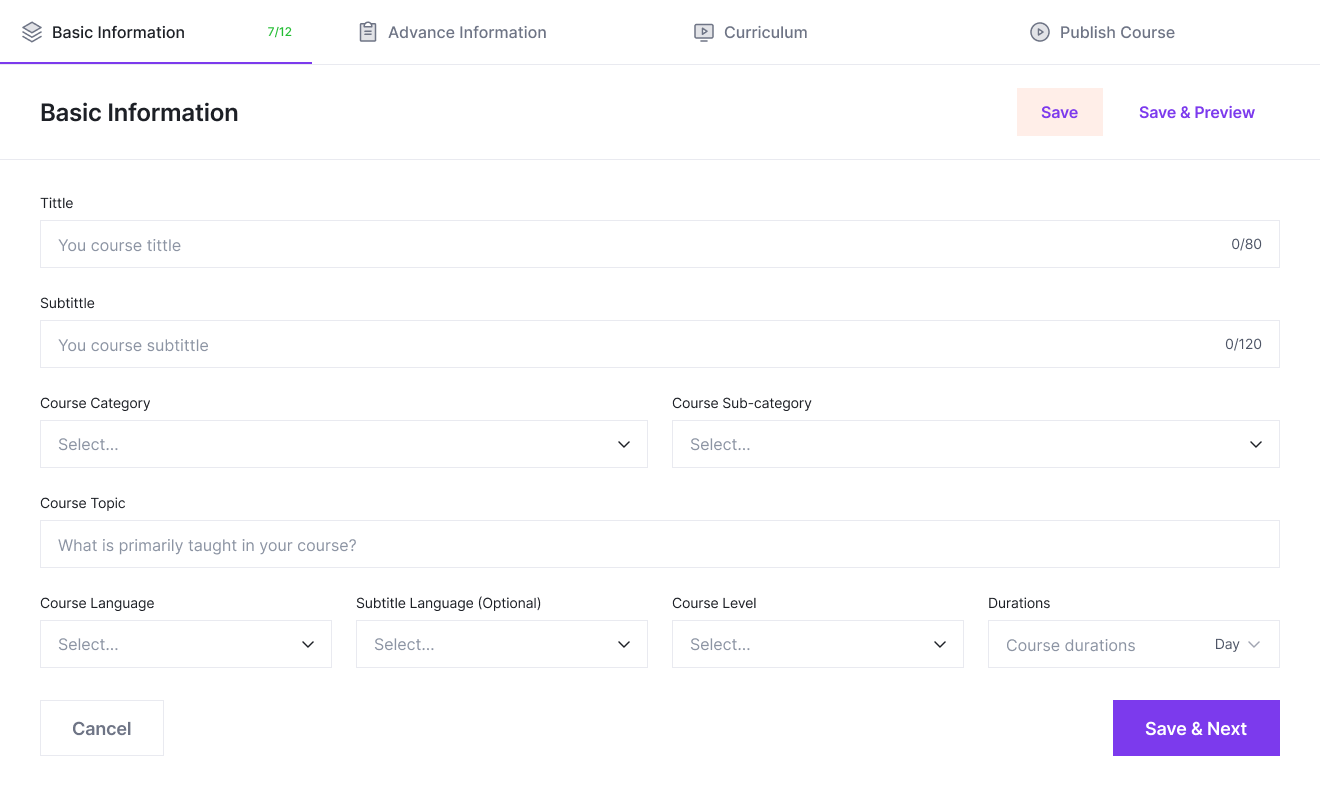 Basic Information 7/12 Advance Information Curriculum Publish Course
Basic Information Save Save & Preview
Tittle
You course tittle 0/80
Subtittle
You course subtittle 0/120
Course Category Course Sub-category
Select... Select...
Course Topic
What is primarily taught in your course?
Course Language Subtitle Language (Optional) Course Level Durations
Select... Select... Select... Course durations Day
Cancel Save & Next